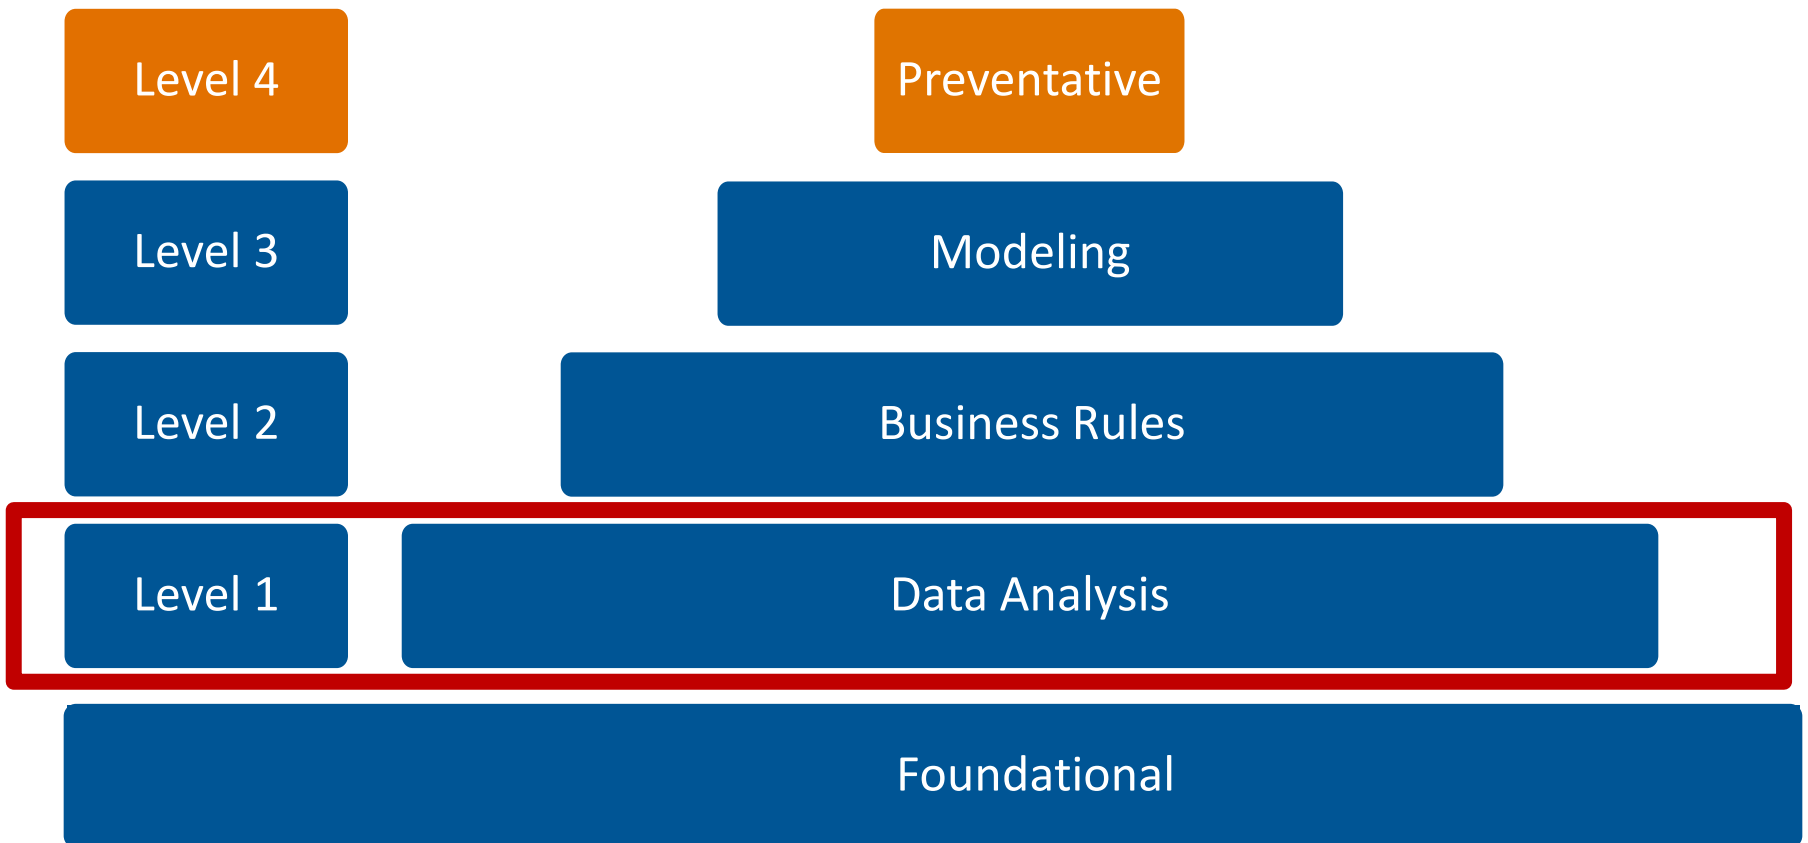 Level 4
Preventative
Level 3
Modeling
Level 2
Business Rules
Level 1
Data Analysis
Foundational